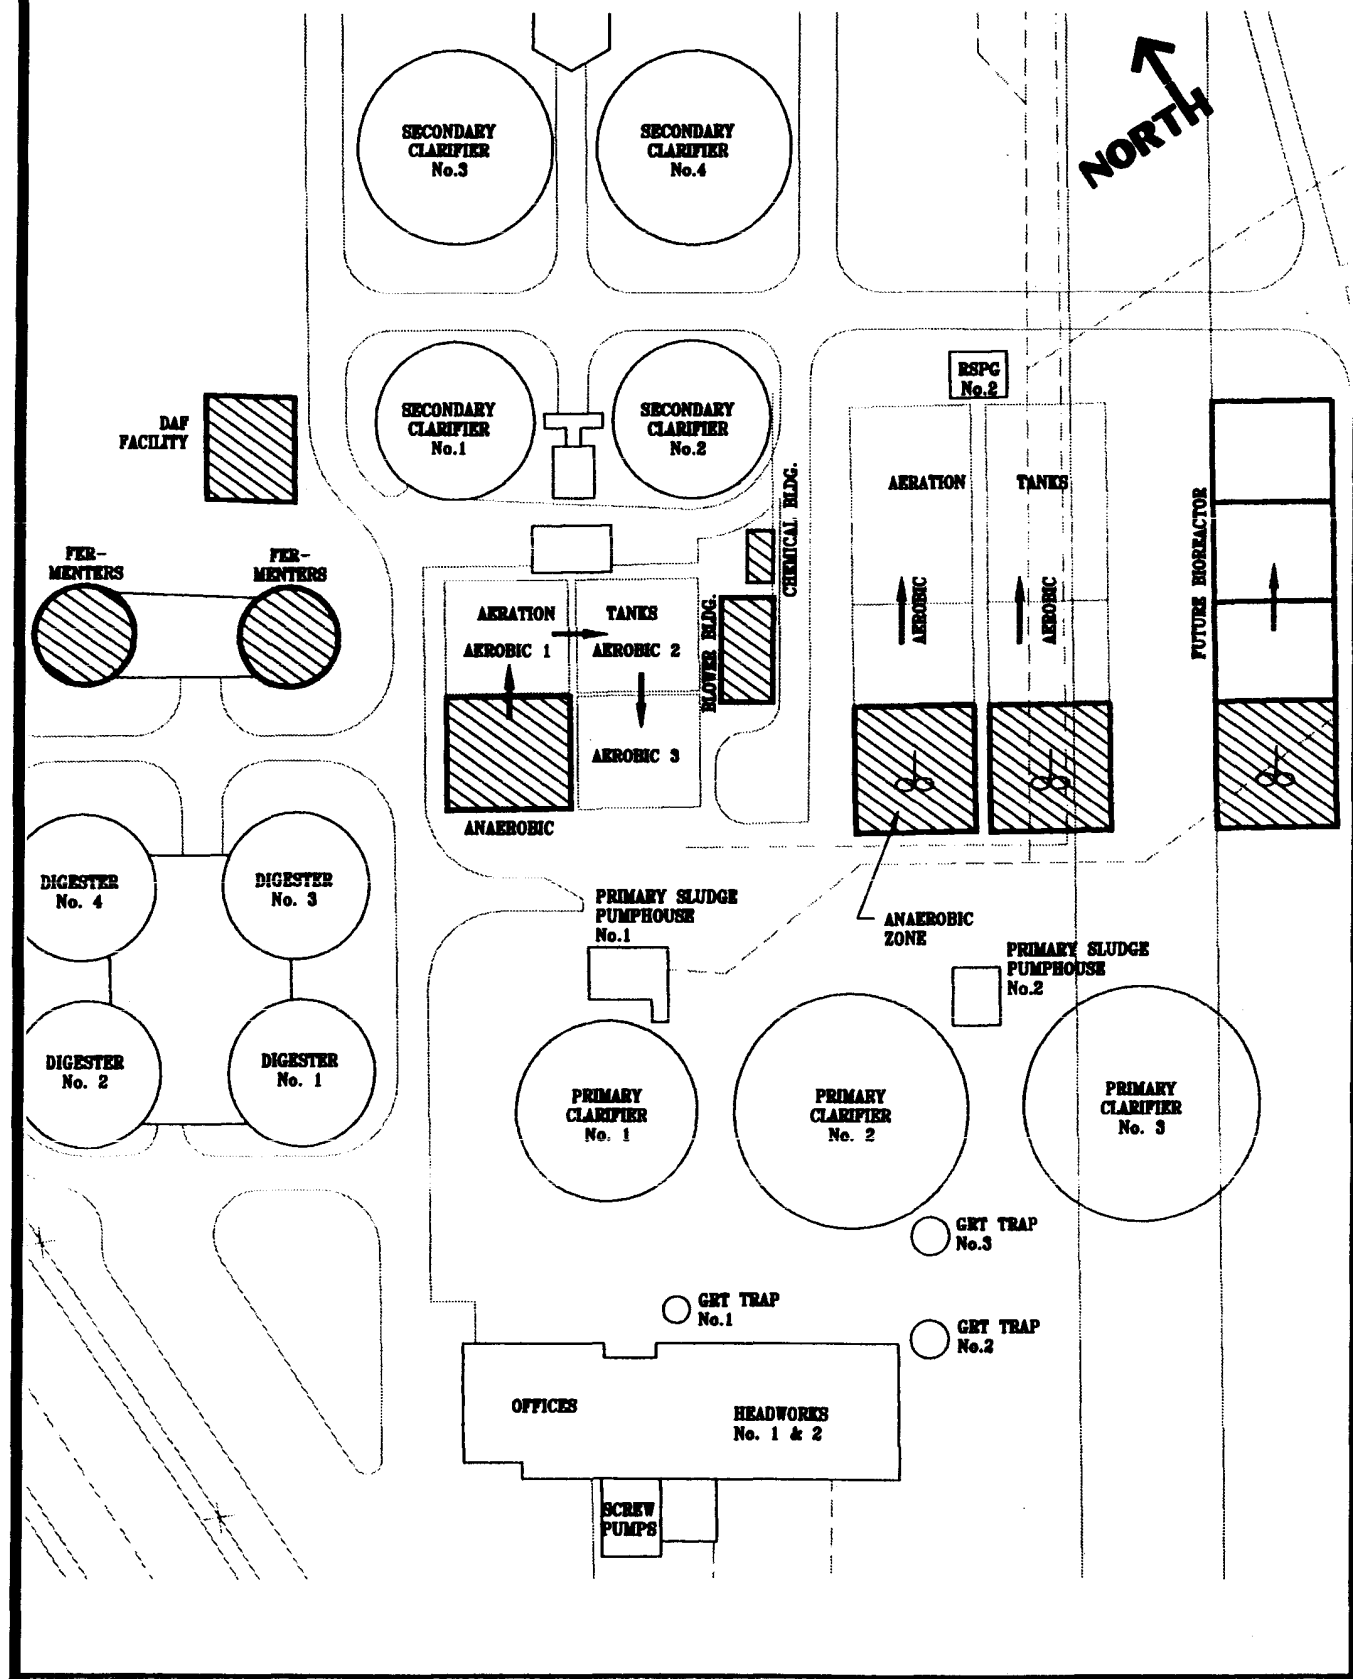 NORTH
SECONDARY
CLARIFIER
No.3
SECONDARY
CLARIFIER
No.4
RSPG
No.2
SECONDARY
CLARIFIER
No.1
SECONDARY
CLARIFIER
No.2
DAF
FACILITY
CHEMICAL BLDG.
AERATION
TANKS
FUTURE BIOREACTOR
FER-
MENTERS
FER-
MENTERS
AERATION
TANKS
AEROBIC 1
AEROBIC 2
BLOWER BLDG.
AEROBIC
AEROBIC
AEROBIC 3
ANAEROBIC
DIGESTER
No. 4
DIGESTER
No. 3
PRIMARY SLUDGE
PUMPHOUSE
No.1
ANAEROBIC
ZONE
PRIMARY SLUDGE
PUMPHOUSE
No.2
DIGESTER
No. 2
DIGESTER
No. 1
PRIMARY
CLARIFIER
No. 1
PRIMARY
CLARIFIER
No. 2
PRIMARY
CLARIFIER
No. 3
GRT TRAP
No.3
GRT TRAP
No.1
GRT TRAP
No.2
OFFICES
HEADWORKS
No. 1 & 2
SCREW
PUMPS